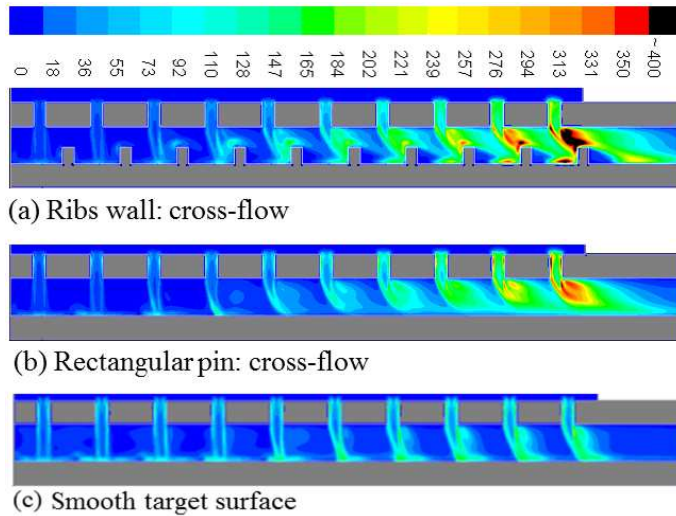 0 18 36 55 73 92 110 128 147 165 184 202 221 239 257 276 294 313 331 350 ~400
(a) Ribs wall: cross-flow
(b) Rectangular pin: cross-flow
(c) Smooth target surface